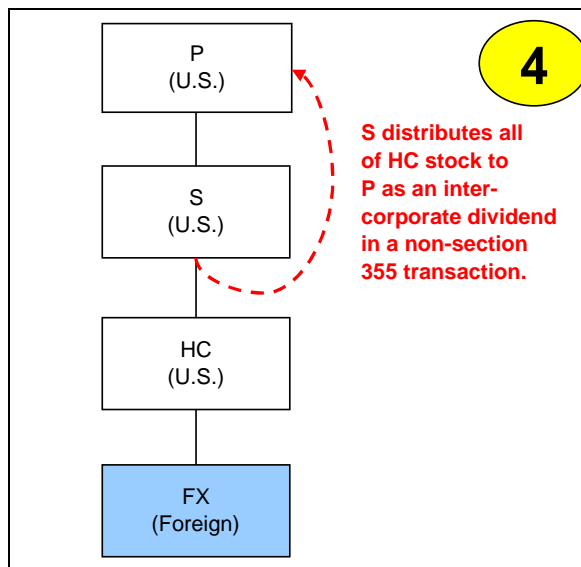 P
(U.S.)
4
S distributes all
of HC stock to
P as an inter-
corporate dividend
in a non-section
355 transaction.
S
(U.S.)
HC
(U.S.)
FX
(Foreign)